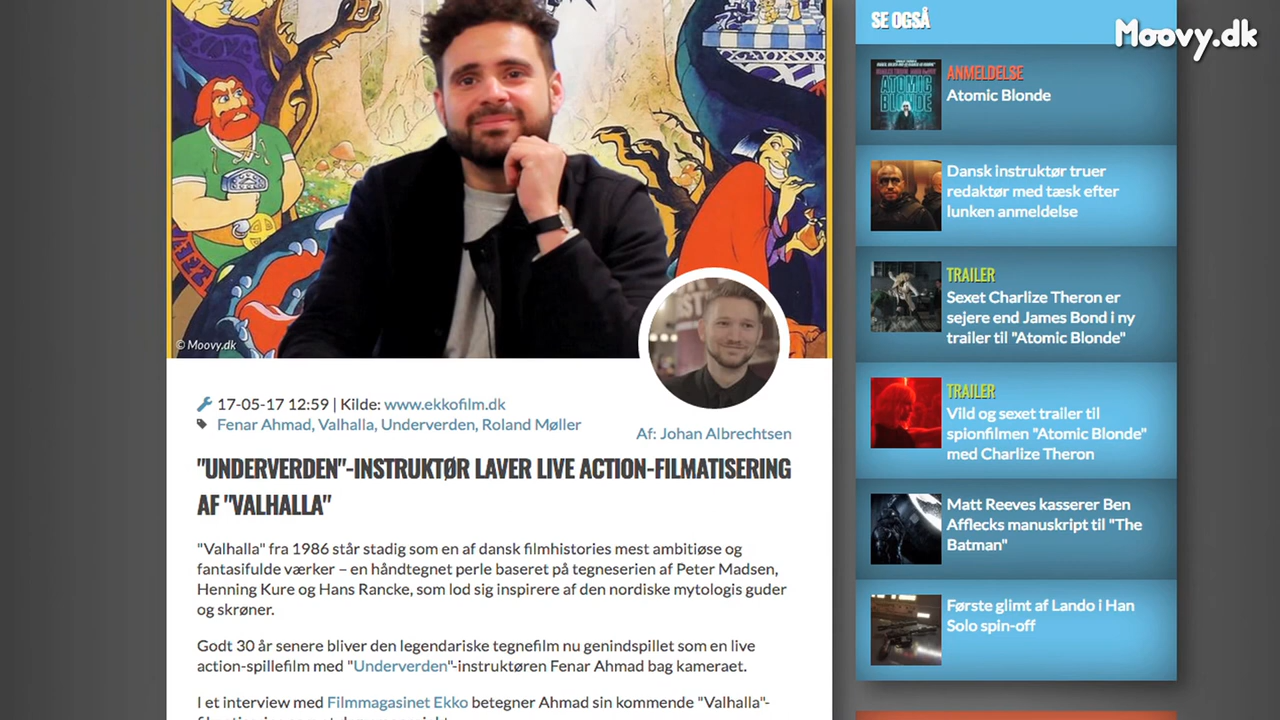 Moovy.dk
© Moovy.dk
17-05-17 12:59 | Kilde: www.ekkofilm.dk
Fenar Ahmad, Valhalla, Underverden, Roland Møller
Af: Johan Albrechtsen
"UNDERVERDEN"-INSTRUKTØR LAVER LIVE ACTION-FILMATISERING
AF "VALHALLA"
"Valhalla" fra 1986 står stadig som en af dansk filmhistories mest ambitiøse og
fantasifulde værker – en håndtegnet perle baseret på tegneserien af Peter Madsen,
Henning Kure og Hans Rancke, som lod sig inspirere af den nordiske mytologis guder
og skrøner.
Godt 30 år senere bliver den legendariske tegnefilm nu genindspillet som en live
action-spillefilm med "Underverden"-instruktøren Fenar Ahmad bag kameraet.
I et interview med Filmmagasinet Ekko betegner Ahmad sin kommende "Valhalla"-
SE OGSÅ
ATOMIC
BLONDE
ANMELDELSE
Atomic Blonde
Dansk instruktør truer
redaktør med tæsk efter
lunken anmeldelse
TRAILER
Sexet Charlize Theron er
sejere end James Bond i ny
trailer til "Atomic Blonde"
TRAILER
Vild og sexet trailer til
spionfilmen "Atomic Blonde"
med Charlize Theron
Matt Reeves kasserer Ben
Afflecks manuskript til "The
Batman"
Første glimt af Lando i Han
Solo spin-off